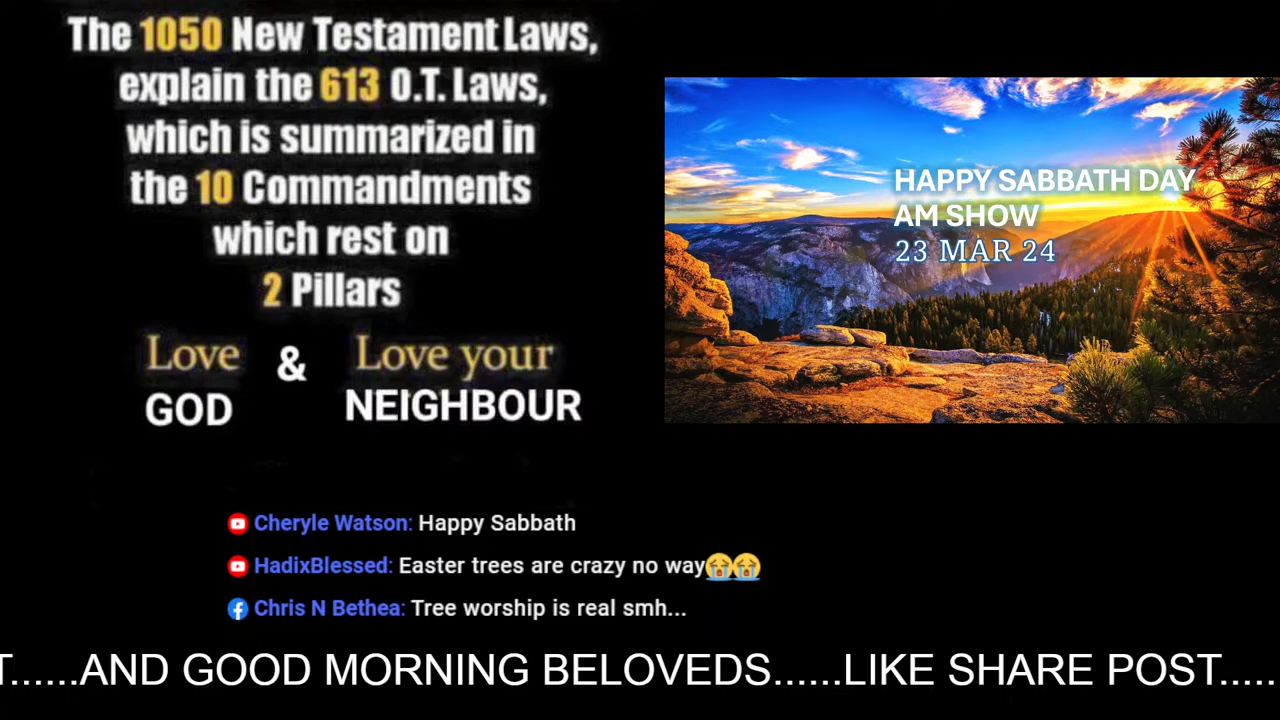 The 1050 New Testament Laws,
explain the 613 O.T. Laws,
which is summarized in
the 10 Commandments
which rest on
2 Pillars
Love & Love your
GOD NEIGHBOUR
HAPPY SABBATH DAY
AM SHOW
23 MAR 24
Cheryle Watson: Happy Sabbath
HadixBlessed: Easter trees are crazy no way😭😭
Chris N Bethea: Tree worship is real smh...
T......AND GOOD MORNING BELOVEDS......LIKE SHARE POST.....